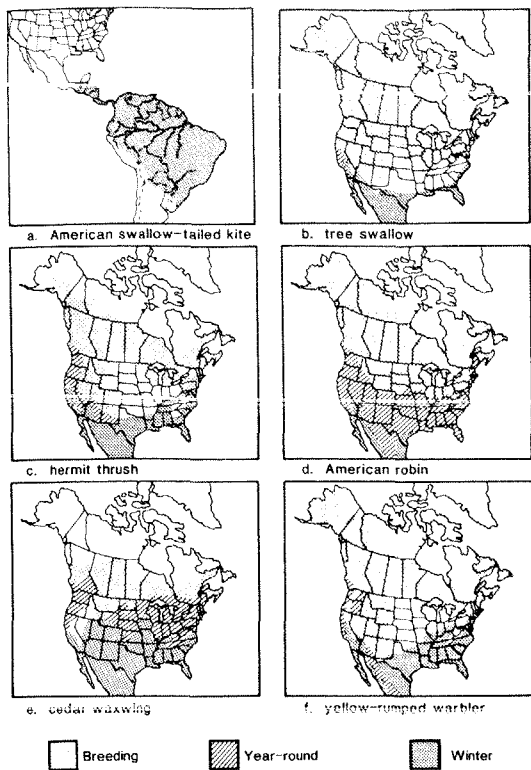 a. American swallow-tailed kite
b. tree swallow
c. hermit thrush
d. American robin
e. cedar waxwing
f. yellow-rumped warbler
Breeding
Year-round
Winter